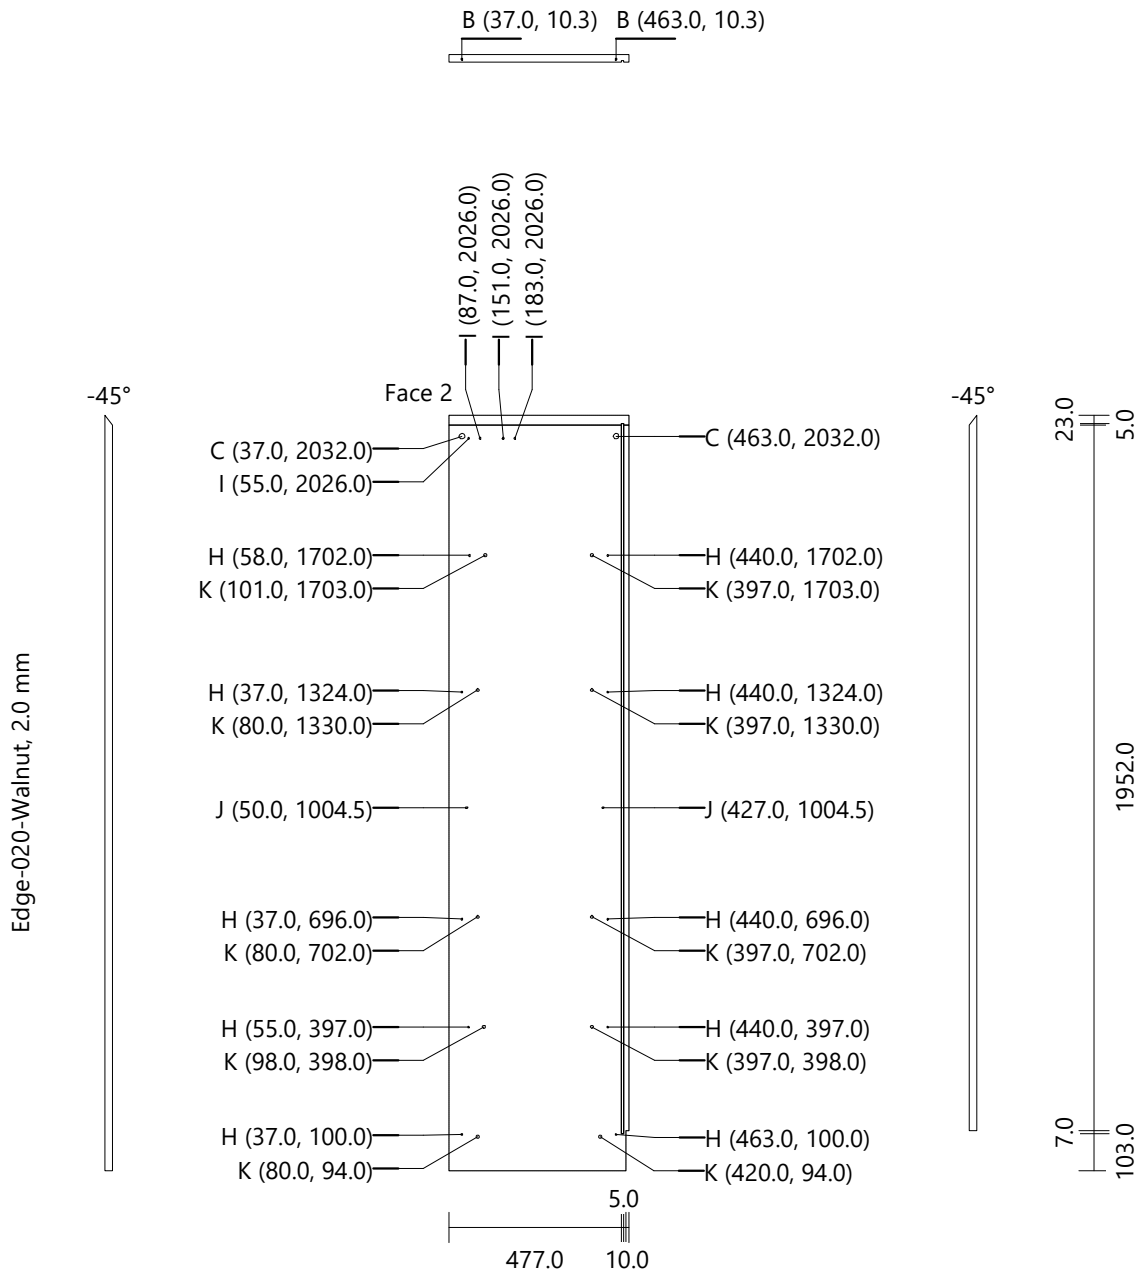 B (37.0, 10.3) B (463.0, 10.3)
I (87.0, 2026.0)
I (151.0, 2026.0)
I (183.0, 2026.0)
-45°
Face 2
-45°
C (37.0, 2032.0)
C (463.0, 2032.0)
I (55.0, 2026.0)
H (58.0, 1702.0)
H (440.0, 1702.0)
K (101.0, 1703.0)
K (397.0, 1703.0)
H (37.0, 1324.0)
H (440.0, 1324.0)
K (80.0, 1330.0)
K (397.0, 1330.0)
J (50.0, 1004.5)
J (427.0, 1004.5)
H (37.0, 696.0)
H (440.0, 696.0)
K (80.0, 702.0)
K (397.0, 702.0)
H (55.0, 397.0)
H (440.0, 397.0)
K (98.0, 398.0)
K (397.0, 398.0)
H (37.0, 100.0)
H (463.0, 100.0)
K (80.0, 94.0)
K (420.0, 94.0)
Edge-020-Walnut, 2.0 mm
23.0
5.0
1952.0
7.0
103.0
5.0
477.0
10.0